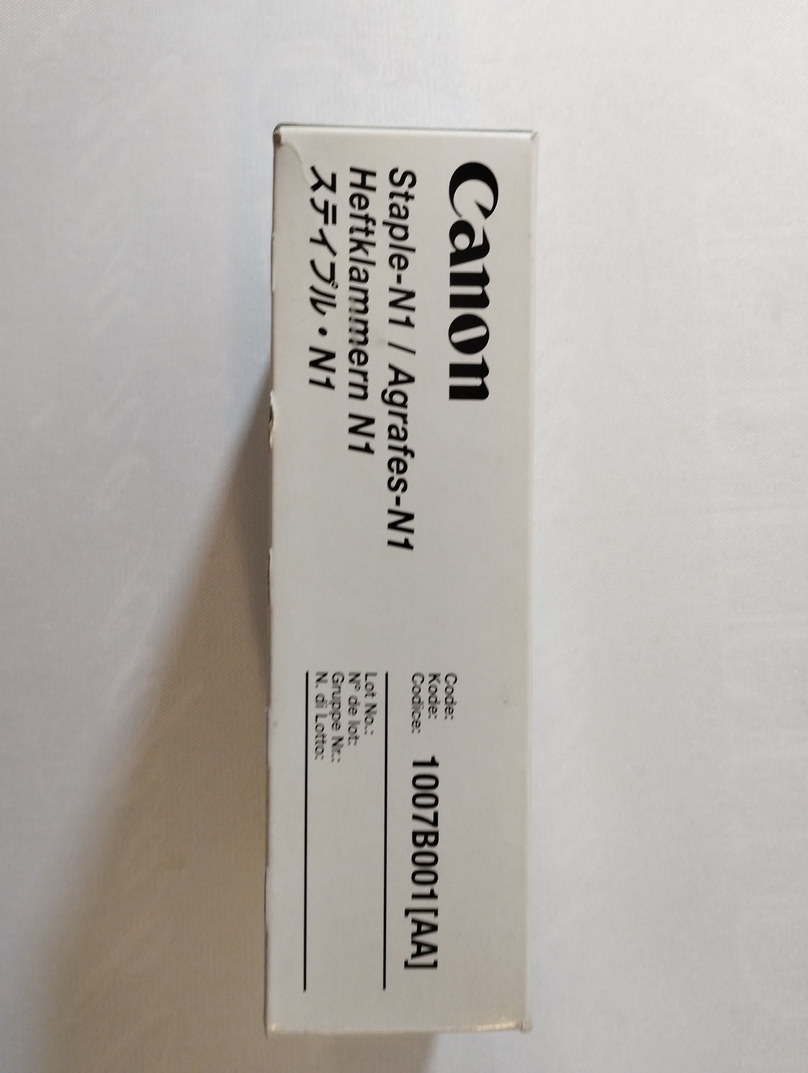 Canon
Staple-N1 / Agrafes-N1
Heftklammern N1
ステイプル・N1
Code:
Kode:
Codice:
1007B001[AA]
Lot No.:
N° de lot:
Gruppe Nr.:
N. di Lotto: